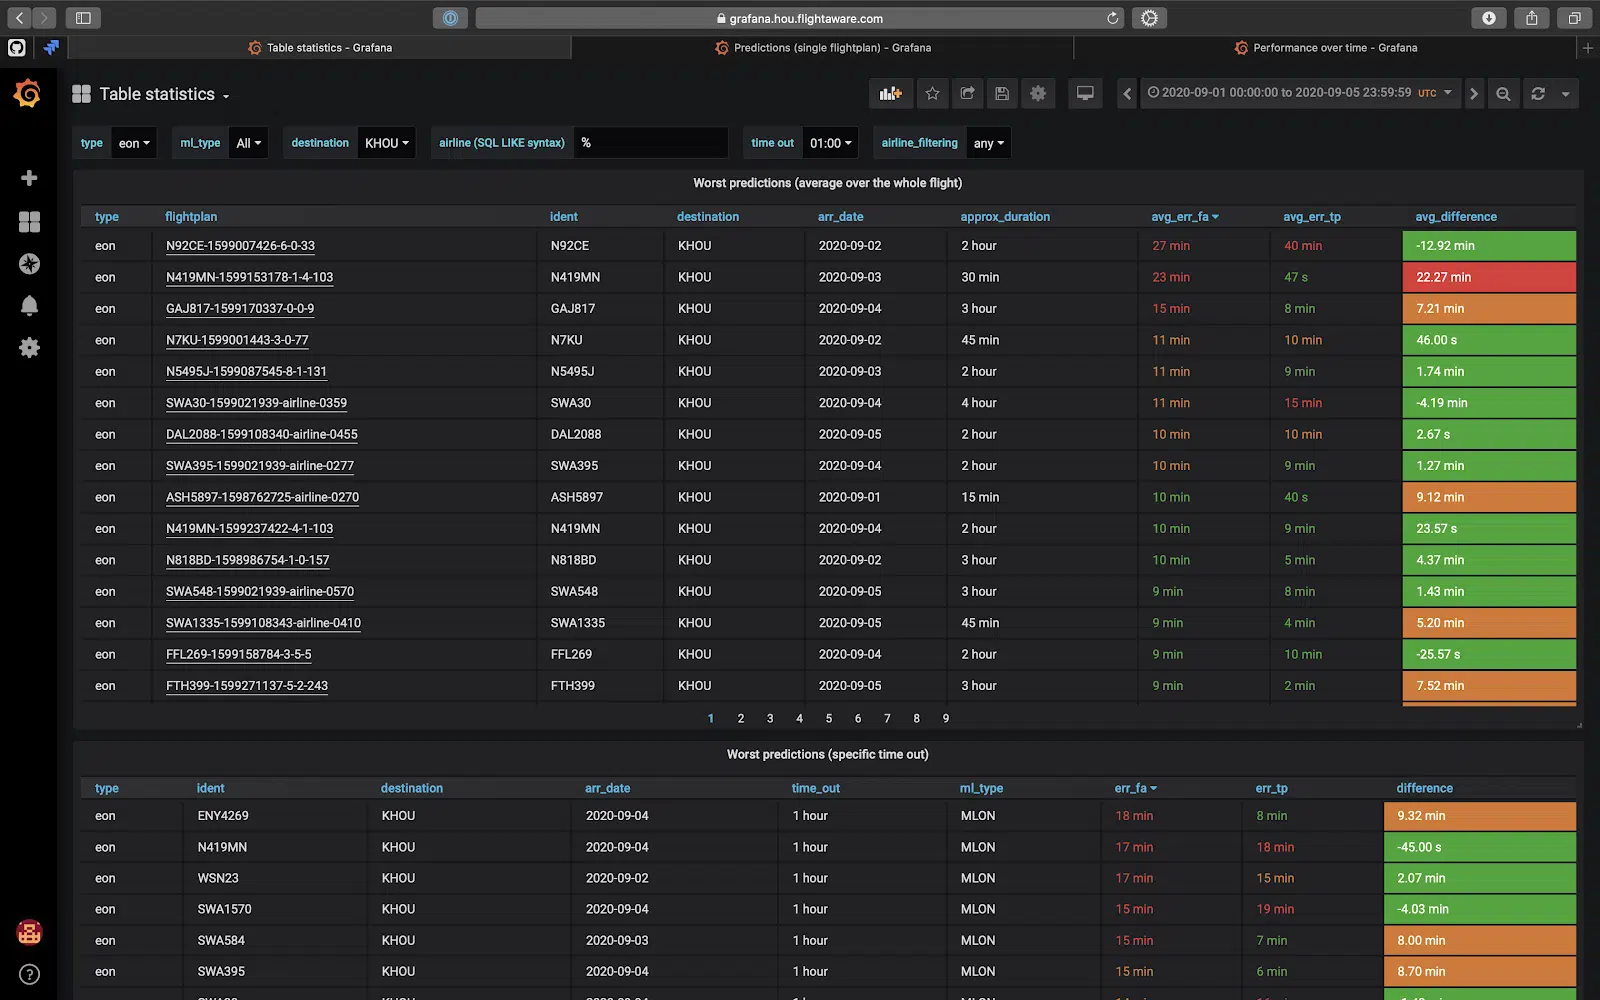 grafana.hou.flightaware.com
Table statistics - Grafana Predictions (single flightplan) - Grafana Performance over time - Grafana
Table statistics 2020-09-01 00:00:00 to 2020-09-05 23:59:59 UTC
type eon ml_type All destination KHOU airline (SQL LIKE syntax) % time out 01:00 airline_filtering any
Worst predictions (average over the whole flight)
type flightplan ident destination arr_date approx_duration avg_err_fa avg_err_tp avg_difference
eon N92CE-1599007426-6-0-33 N92CE KHOU 2020-09-02 2 hour 27 min 40 min -12.92 min
eon N419MN-1599153178-1-4-103 N419MN KHOU 2020-09-03 30 min 23 min 47 s 22.27 min
eon GAJ817-1599170337-0-0-9 GAJ817 KHOU 2020-09-04 3 hour 15 min 8 min 7.21 min
eon N7KU-1599001443-3-0-77 N7KU KHOU 2020-09-02 45 min 11 min 10 min 46.00 s
eon N5495J-1599087545-8-1-131 N5495J KHOU 2020-09-03 2 hour 11 min 9 min 1.74 min
eon SWA30-1599021939-airline-0359 SWA30 KHOU 2020-09-04 4 hour 11 min 15 min -4.19 min
eon DAL2088-1599108340-airline-0455 DAL2088 KHOU 2020-09-05 2 hour 10 min 10 min 2.67 s
eon SWA395-1599021939-airline-0277 SWA395 KHOU 2020-09-04 2 hour 10 min 9 min 1.27 min
eon ASH5897-1598762725-airline-0270 ASH5897 KHOU 2020-09-01 15 min 10 min 40 s 9.12 min
eon N419MN-1599237422-4-1-103 N419MN KHOU 2020-09-04 2 hour 10 min 9 min 23.57 s
eon N818BD-1598986754-1-0-157 N818BD KHOU 2020-09-02 3 hour 10 min 5 min 4.37 min
eon SWA548-1599021939-airline-0570 SWA548 KHOU 2020-09-05 3 hour 9 min 8 min 1.43 min
eon SWA1335-1599108343-airline-0410 SWA1335 KHOU 2020-09-05 45 min 9 min 4 min 5.20 min
eon FFL269-1599158784-3-5-5 FFL269 KHOU 2020-09-04 2 hour 9 min 10 min -25.57 s
eon FTH399-1599271137-5-2-243 FTH399 KHOU 2020-09-05 3 hour 9 min 2 min 7.52 min
1 2 3 4 5 6 7 8 9
Worst predictions (specific time out)
type ident destination arr_date time_out ml_type err_fa err_tp difference
eon ENY4269 KHOU 2020-09-04 1 hour MLON 18 min 8 min 9.32 min
eon N419MN KHOU 2020-09-04 1 hour MLON 17 min 18 min -45.00 s
eon WSN23 KHOU 2020-09-02 1 hour MLON 17 min 15 min 2.07 min
eon SWA1570 KHOU 2020-09-04 1 hour MLON 15 min 19 min -4.03 min
eon SWA584 KHOU 2020-09-03 1 hour MLON 15 min 7 min 8.00 min
eon SWA395 KHOU 2020-09-04 1 hour MLON 15 min 6 min 8.70 min